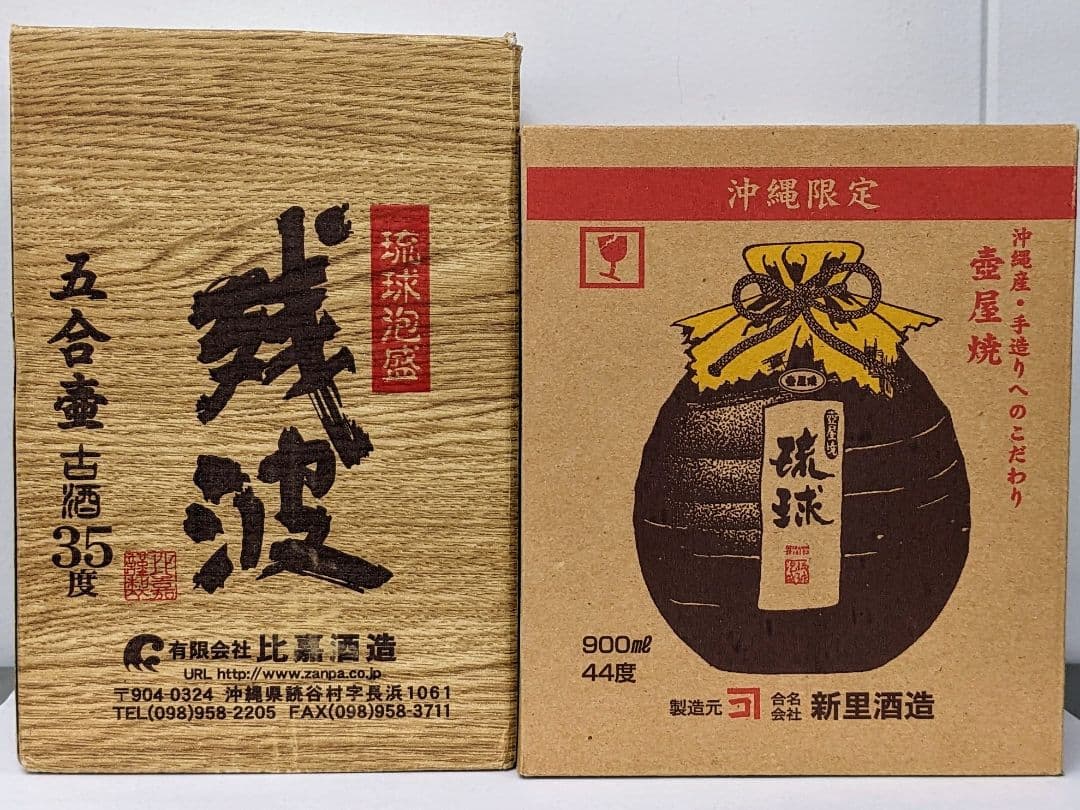 琉球泡盛
残波
五合壷 古酒 35度
有限会社 比嘉酒造
URL http://www.zanpa.co.jp
〒904-0324 沖縄県読谷村字長浜1061
TEL(098)958-2205 FAX(098)958-3711
沖縄限定
沖縄産・手造りへのこだわり
壺屋焼
壺屋焼
琉球
900㎖
44度
製造元 合名会社 新里酒造